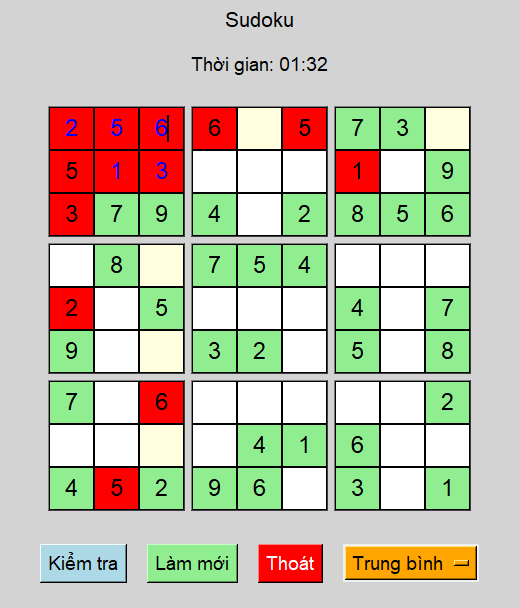 Sudoku
Thời gian: 01:32
2 5 6 6 5 7 3
5 1 3 1 9
3 7 9 4 2 8 5 6
8 7 5 4
2 5 4 7
9 3 2 5 8
7 6 2
4 1 6
4 5 2 9 6 3 1
Kiểm tra Làm mới Thoát Trung bình